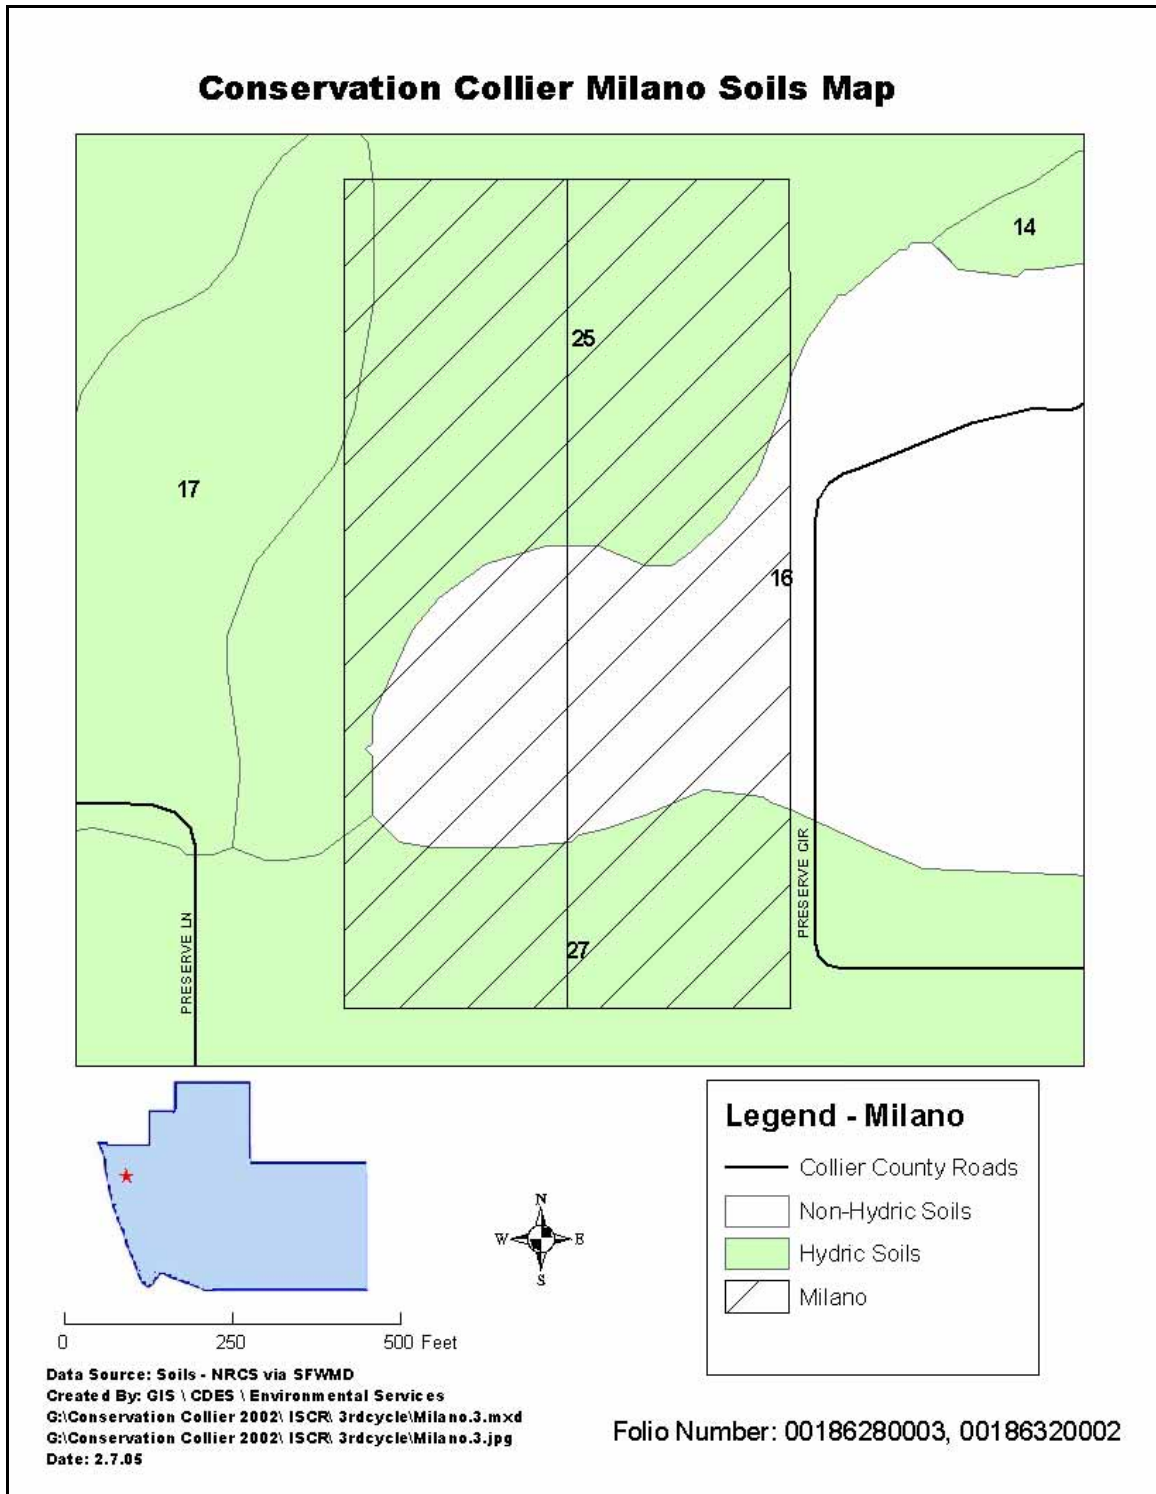 Conservation Collier Milano Soils Map
14
25
17
16
PRESERVE CIR
PRESERVE LN
27
Legend - Milano
Collier County Roads
Non-Hydric Soils
Hydric Soils
Milano
N
W E
S
0 250 500 Feet
Data Source: Soils - NRCS via SFWMD
Created By: GIS \ CDES \ Environmental Services
G:\Conservation Collier 2002\ ISCR\ 3rdcycle\Milano.3.mxd
G:\Conservation Collier 2002\ ISCR\ 3rdcycle\Milano.3.jpg
Date: 2.7.05
Folio Number: 00186280003, 00186320002